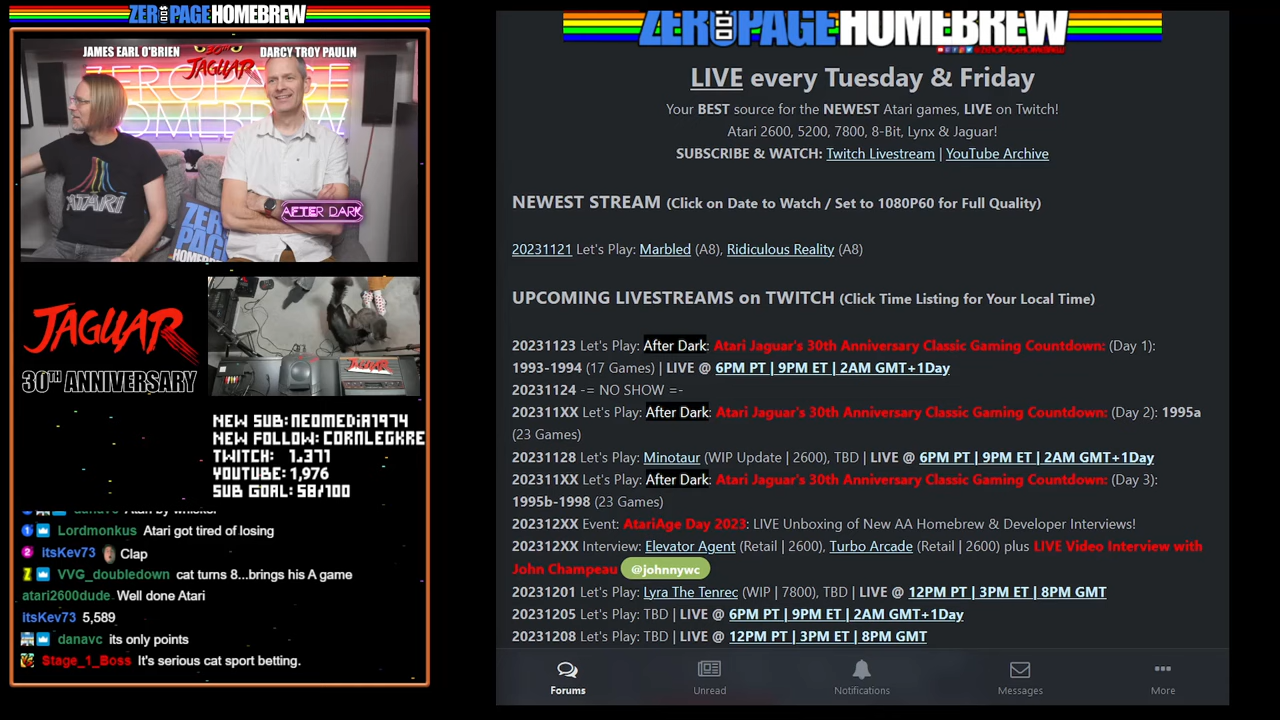 ZEROPAGE HOMEBREW
JAMES EARL O'BRIEN
30TH
JAGUAR
DARCY TROY PAULIN
ZEROPAGE
HOMEBREW
ATARI
ZERO
PAGE
HOMEBREW
AFTER DARK
JAGUAR
30TH ANNIVERSARY
JAGUAR
NEW SUB:NEOMEDIA1974
NEW FOLLOW: CORNLEGKRE
TWITCH: 1,371
YOUTUBE: 1,976
SUB GOAL: 58/100
Lordmonkus Atari got tired of losing
itsKev73 Clap
VVG_doubledown cat turns 8...brings his A game
atari2600dude Well done Atari
itsKev73 5,589
danavc its only points
Stage_1_Boss It's serious cat sport betting.
ZEROPAGE HOMEBREW
LIVE every Tuesday & Friday
Your BEST source for the NEWEST Atari games, LIVE on Twitch!
Atari 2600, 5200, 7800, 8-Bit, Lynx & Jaguar!
SUBSCRIBE & WATCH: Twitch Livestream | YouTube Archive
NEWEST STREAM (Click on Date to Watch / Set to 1080P60 for Full Quality)
20231121 Let's Play: Marbled (A8), Ridiculous Reality (A8)
UPCOMING LIVESTREAMS on TWITCH (Click Time Listing for Your Local Time)
20231123 Let's Play: After Dark: Atari Jaguar's 30th Anniversary Classic Gaming Countdown: (Day 1):
1993-1994 (17 Games) | LIVE @ 6PM PT | 9PM ET | 2AM GMT+1Day
20231124 -= NO SHOW =-
202311XX Let's Play: After Dark: Atari Jaguar's 30th Anniversary Classic Gaming Countdown: (Day 2): 1995a
(23 Games)
20231128 Let's Play: Minotaur (WIP Update | 2600), TBD | LIVE @ 6PM PT | 9PM ET | 2AM GMT+1Day
202311XX Let's Play: After Dark: Atari Jaguar's 30th Anniversary Classic Gaming Countdown: (Day 3):
1995b-1998 (23 Games)
202312XX Event: AtariAge Day 2023: LIVE Unboxing of New AA Homebrew & Developer Interviews!
202312XX Interview: Elevator Agent (Retail | 2600), Turbo Arcade (Retail | 2600) plus LIVE Video Interview with
John Champeau @johnnywc
20231201 Let's Play: Lyra The Tenrec (WIP | 7800), TBD | LIVE @ 12PM PT | 3PM ET | 8PM GMT
20231205 Let's Play: TBD | LIVE @ 6PM PT | 9PM ET | 2AM GMT+1Day
20231208 Let's Play: TBD | LIVE @ 12PM PT | 3PM ET | 8PM GMT
Forums
Unread
Notifications
Messages
More